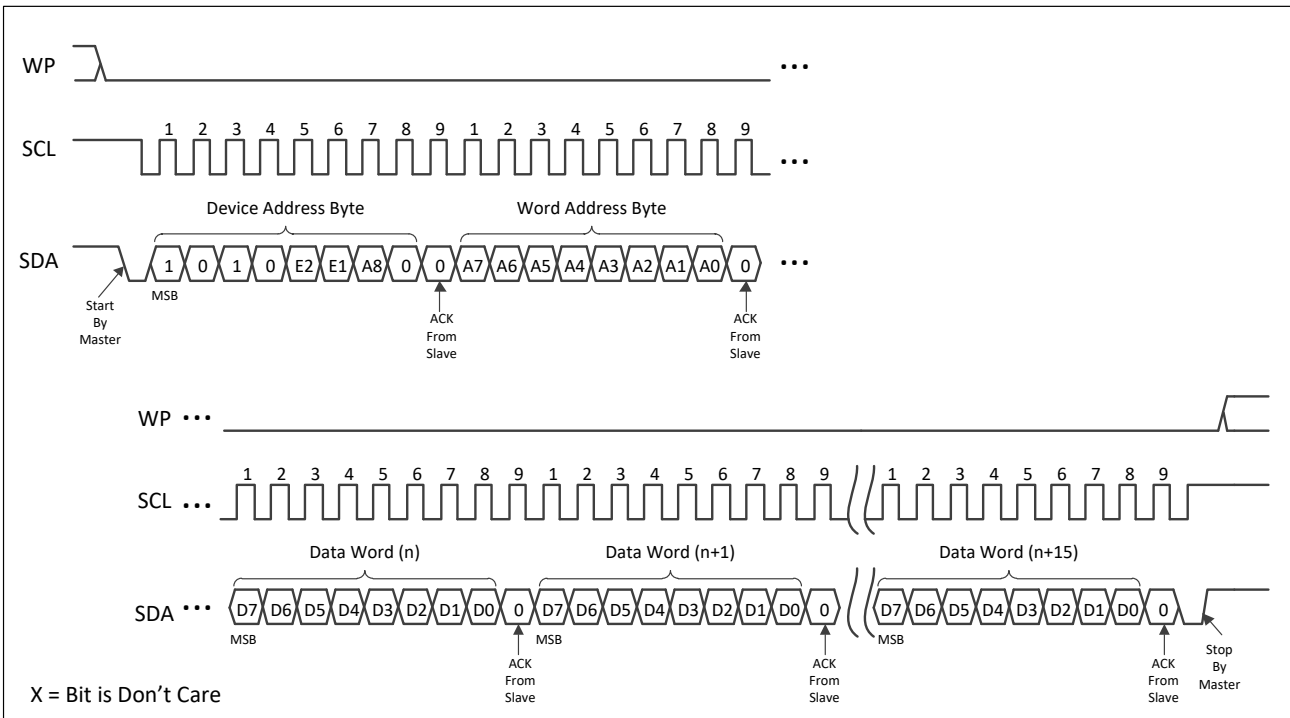 WP ...
1 2 3 4 5 6 7 8 9 1 2 3 4 5 6 7 8 9
SCL ...
Device Address Byte Word Address Byte
SDA 1 0 1 0 E2 E1 A8 0 0 A7 A6 A5 A4 A3 A2 A1 A0 0 ...
MSB
Start
By
Master
ACK
From
Slave
ACK
From
Slave
WP ...
1 2 3 4 5 6 7 8 9 1 2 3 4 5 6 7 8 9 1 2 3 4 5 6 7 8 9
SCL ...
Data Word (n) Data Word (n+1) Data Word (n+15)
SDA ... D7 D6 D5 D4 D3 D2 D1 D0 0 D7 D6 D5 D4 D3 D2 D1 D0 0 D7 D6 D5 D4 D3 D2 D1 D0 0
MSB MSB MSB
ACK
From
Slave
ACK
From
Slave
ACK
From
Slave
Stop
By
Master
X = Bit is Don’t Care